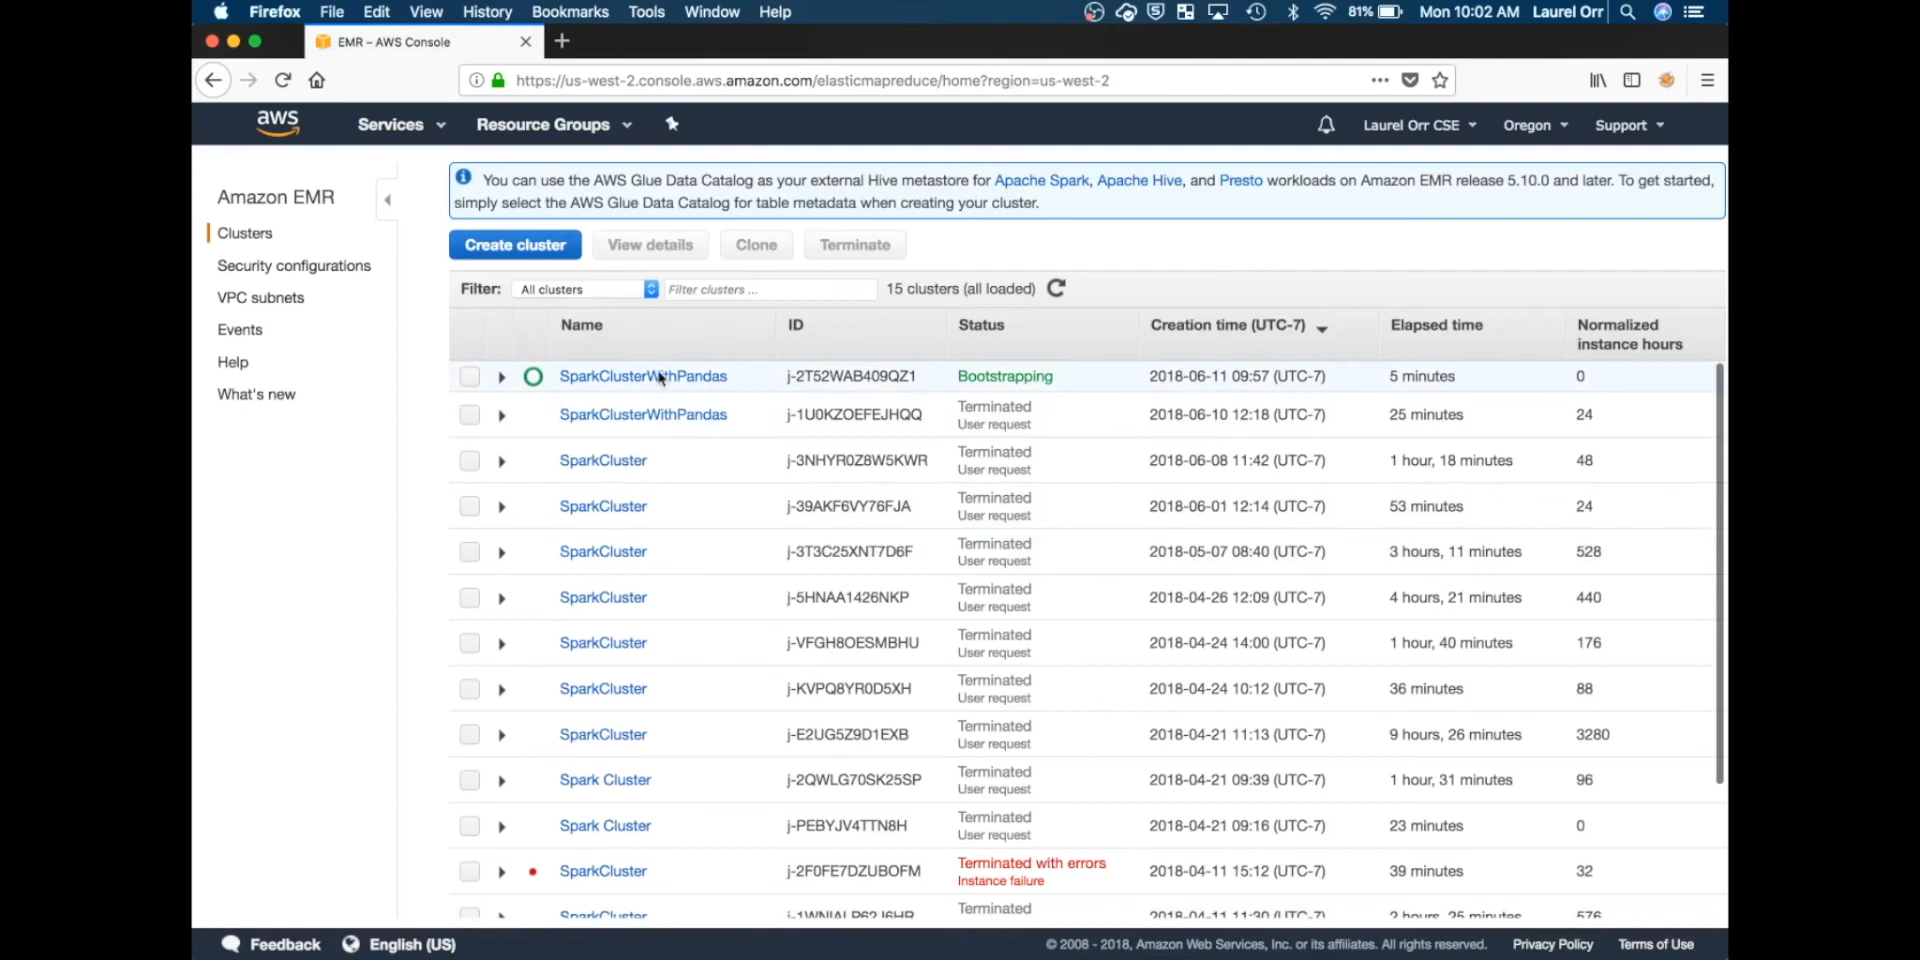 Firefox File Edit View History Bookmarks Tools Window Help 81% Mon 10:02 AM Laurel Orr
EMR – AWS Console
https://us-west-2.console.aws.amazon.com/elasticmapreduce/home?region=us-west-2
aws Services Resource Groups Laurel Orr CSE Oregon Support
Amazon EMR
Clusters
Security configurations
VPC subnets
Events
Help
What's new
You can use the AWS Glue Data Catalog as your external Hive metastore for Apache Spark, Apache Hive, and Presto workloads on Amazon EMR release 5.10.0 and later. To get started,
simply select the AWS Glue Data Catalog for table metadata when creating your cluster.
Create cluster View details Clone Terminate
Filter: All clusters Filter clusters ... 15 clusters (all loaded)
Name ID Status Creation time (UTC-7) Elapsed time Normalized instance hours
SparkClusterWithPandas j-2T52WAB409QZ1 Bootstrapping 2018-06-11 09:57 (UTC-7) 5 minutes 0
SparkClusterWithPandas j-1U0KZOEFEJHQQ Terminated User request 2018-06-10 12:18 (UTC-7) 25 minutes 24
SparkCluster j-3NHYR0Z8W5KWR Terminated User request 2018-06-08 11:42 (UTC-7) 1 hour, 18 minutes 48
SparkCluster j-39AKF6VY76FJA Terminated User request 2018-06-01 12:14 (UTC-7) 53 minutes 24
SparkCluster j-3T3C25XNT7D6F Terminated User request 2018-05-07 08:40 (UTC-7) 3 hours, 11 minutes 528
SparkCluster j-5HNAA1426NKP Terminated User request 2018-04-26 12:09 (UTC-7) 4 hours, 21 minutes 440
SparkCluster j-VFGH8OESMBHU Terminated User request 2018-04-24 14:00 (UTC-7) 1 hour, 40 minutes 176
SparkCluster j-KVPQ8YR0D5XH Terminated User request 2018-04-24 10:12 (UTC-7) 36 minutes 88
SparkCluster j-E2UG5Z9D1EXB Terminated User request 2018-04-21 11:13 (UTC-7) 9 hours, 26 minutes 3280
Spark Cluster j-2QWLG70SK25SP Terminated User request 2018-04-21 09:39 (UTC-7) 1 hour, 31 minutes 96
Spark Cluster j-PEBYJV4TTN8H Terminated User request 2018-04-21 09:16 (UTC-7) 23 minutes 0
SparkCluster j-2F0FE7DZUBOFM Terminated with errors Instance failure 2018-04-11 15:12 (UTC-7) 39 minutes 32
SparkCluster Terminated 2018-04-11 11:30 (UTC-7) 2 hours, 25 minutes 576
Feedback English (US) © 2008 - 2018, Amazon Web Services, Inc. or its affiliates. All rights reserved. Privacy Policy Terms of Use